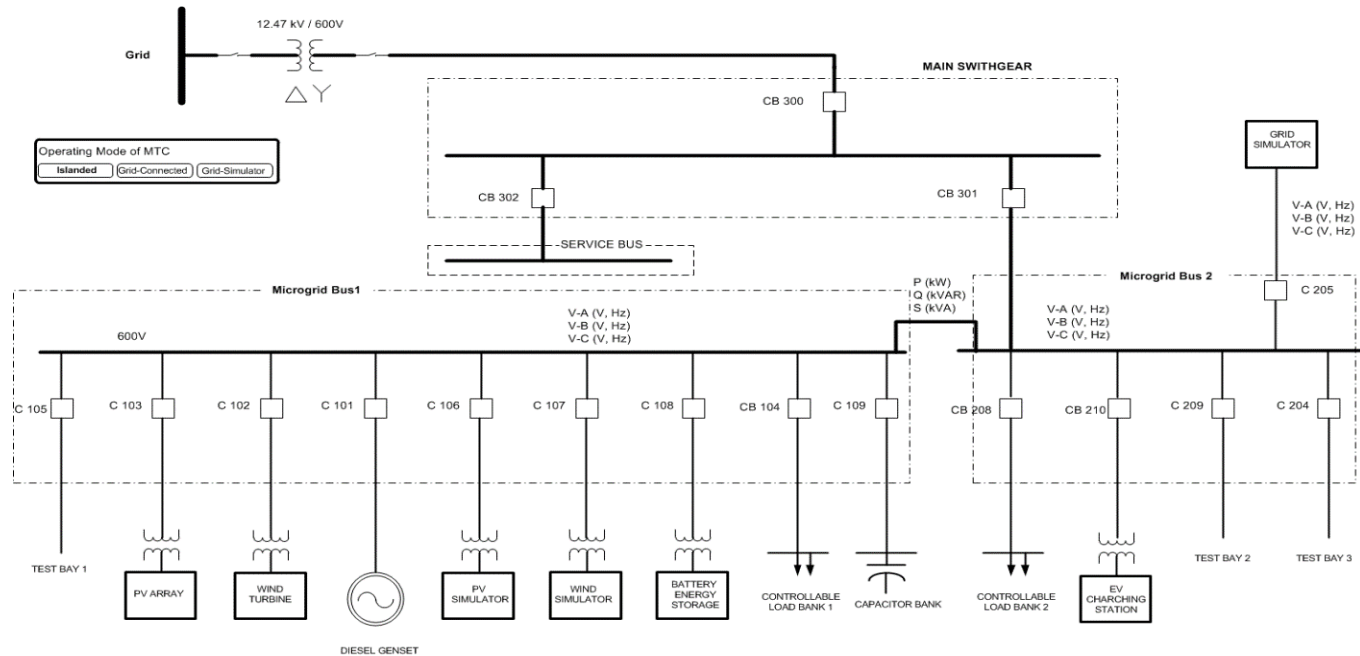 12.47 kV / 600V
Grid
MAIN SWITHGEAR
CB 300
GRID
SIMULATOR
Operating Mode of MTC
Islanded
Grid-Connected
Grid-Simulator
CB 302
CB 301
V-A (V, Hz)
V-B (V, Hz)
V-C (V, Hz)
SERVICE BUS
Microgrid Bus1
P (kW)
Q (kVAR)
S (kVA)
Microgrid Bus 2
C 205
600V
V-A (V, Hz)
V-B (V, Hz)
V-C (V, Hz)
V-A (V, Hz)
V-B (V, Hz)
V-C (V, Hz)
C 105
C 103
C 102
C 101
C 106
C 107
C 108
CB 104
C 109
CB 208
CB 210
C 209
C 204
TEST BAY 1
PV ARRAY
WIND
TURBINE
PV
SIMULATOR
WIND
SIMULATOR
BATTERY
ENERGY
STORAGE
CONTROLLABLE
LOAD BANK 1
CAPACITOR BANK
CONTROLLABLE
LOAD BANK 2
EV
CHARCHING
STATION
TEST BAY 2
TEST BAY 3
DIESEL GENSET